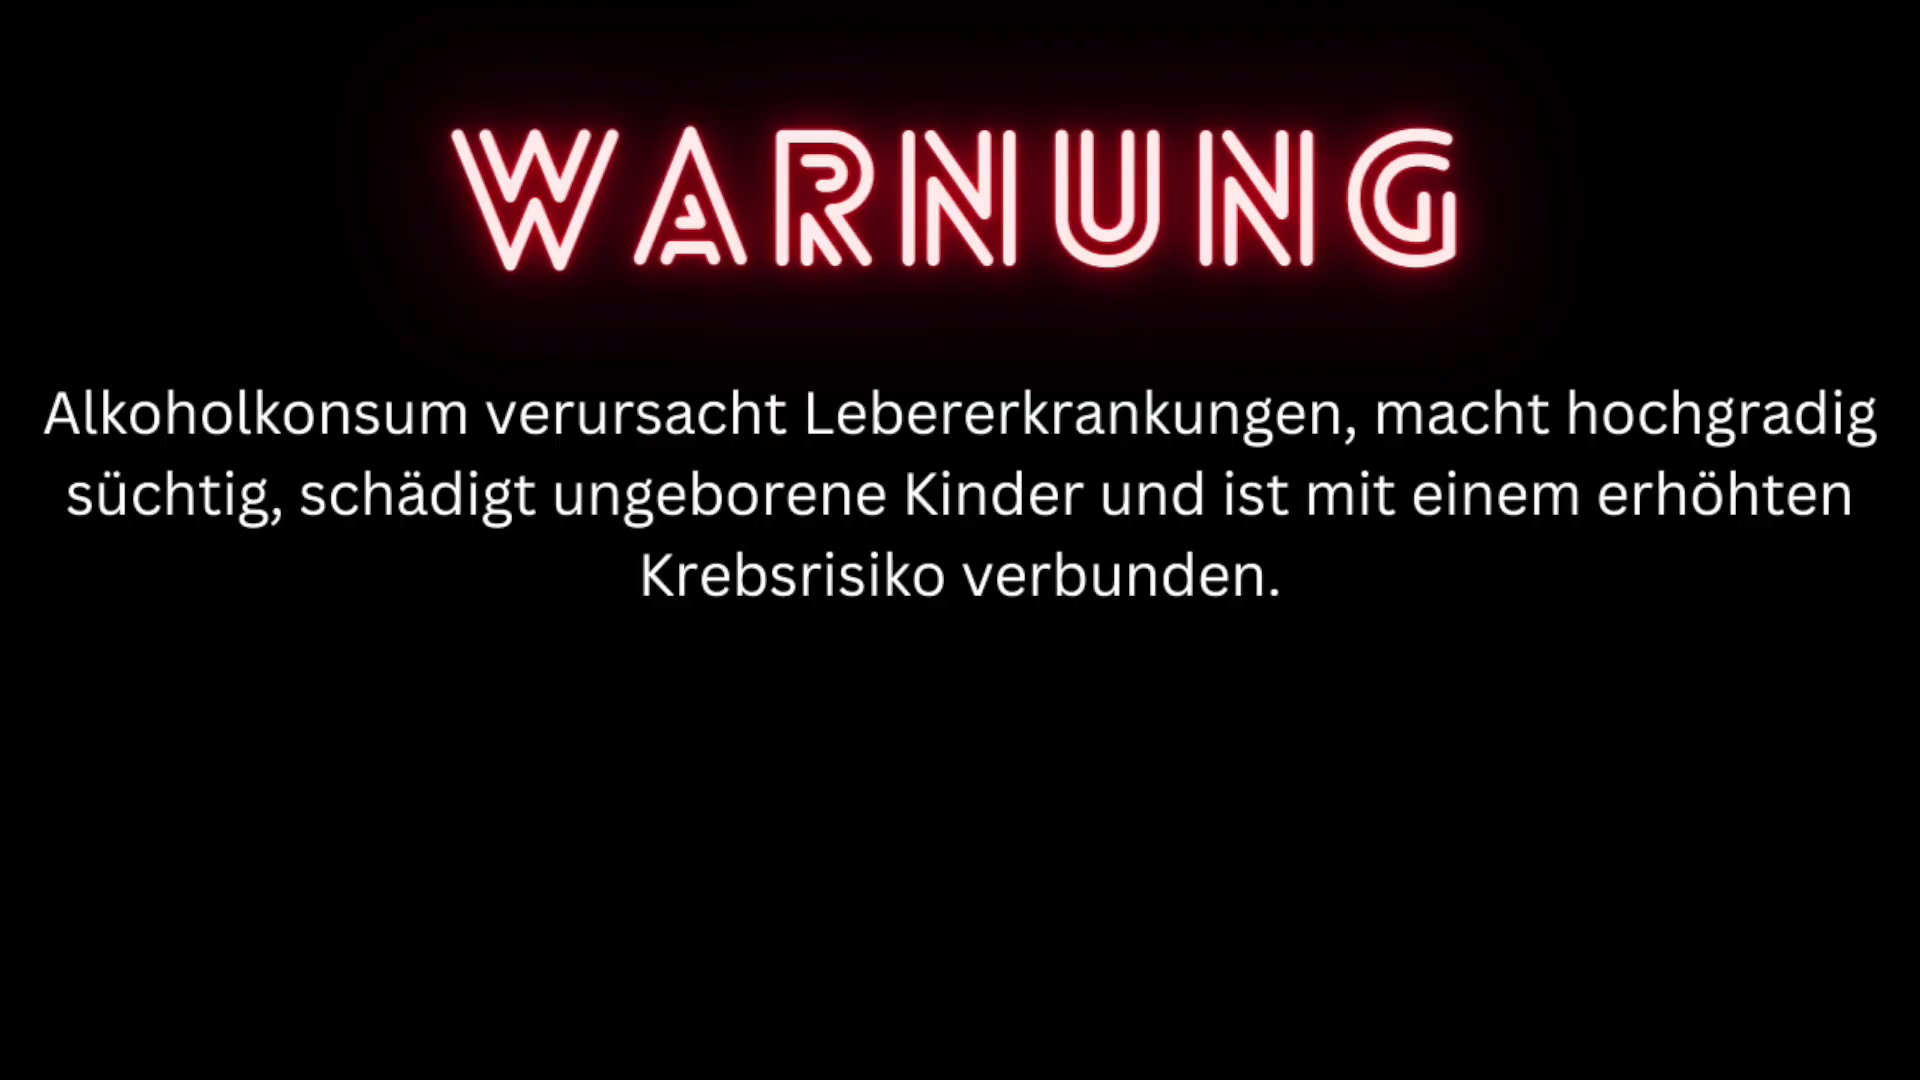 WARNUNG
Alkoholkonsum verursacht Lebererkrankungen, macht hochgradig
süchtig, schädigt ungeborene Kinder und ist mit einem erhöhten
Krebsrisiko verbunden.